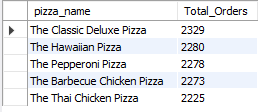 pizza_name Total_Orders
The Classic Deluxe Pizza 2329
The Hawaiian Pizza 2280
The Pepperoni Pizza 2278
The Barbecue Chicken Pizza 2273
The Thai Chicken Pizza 2225